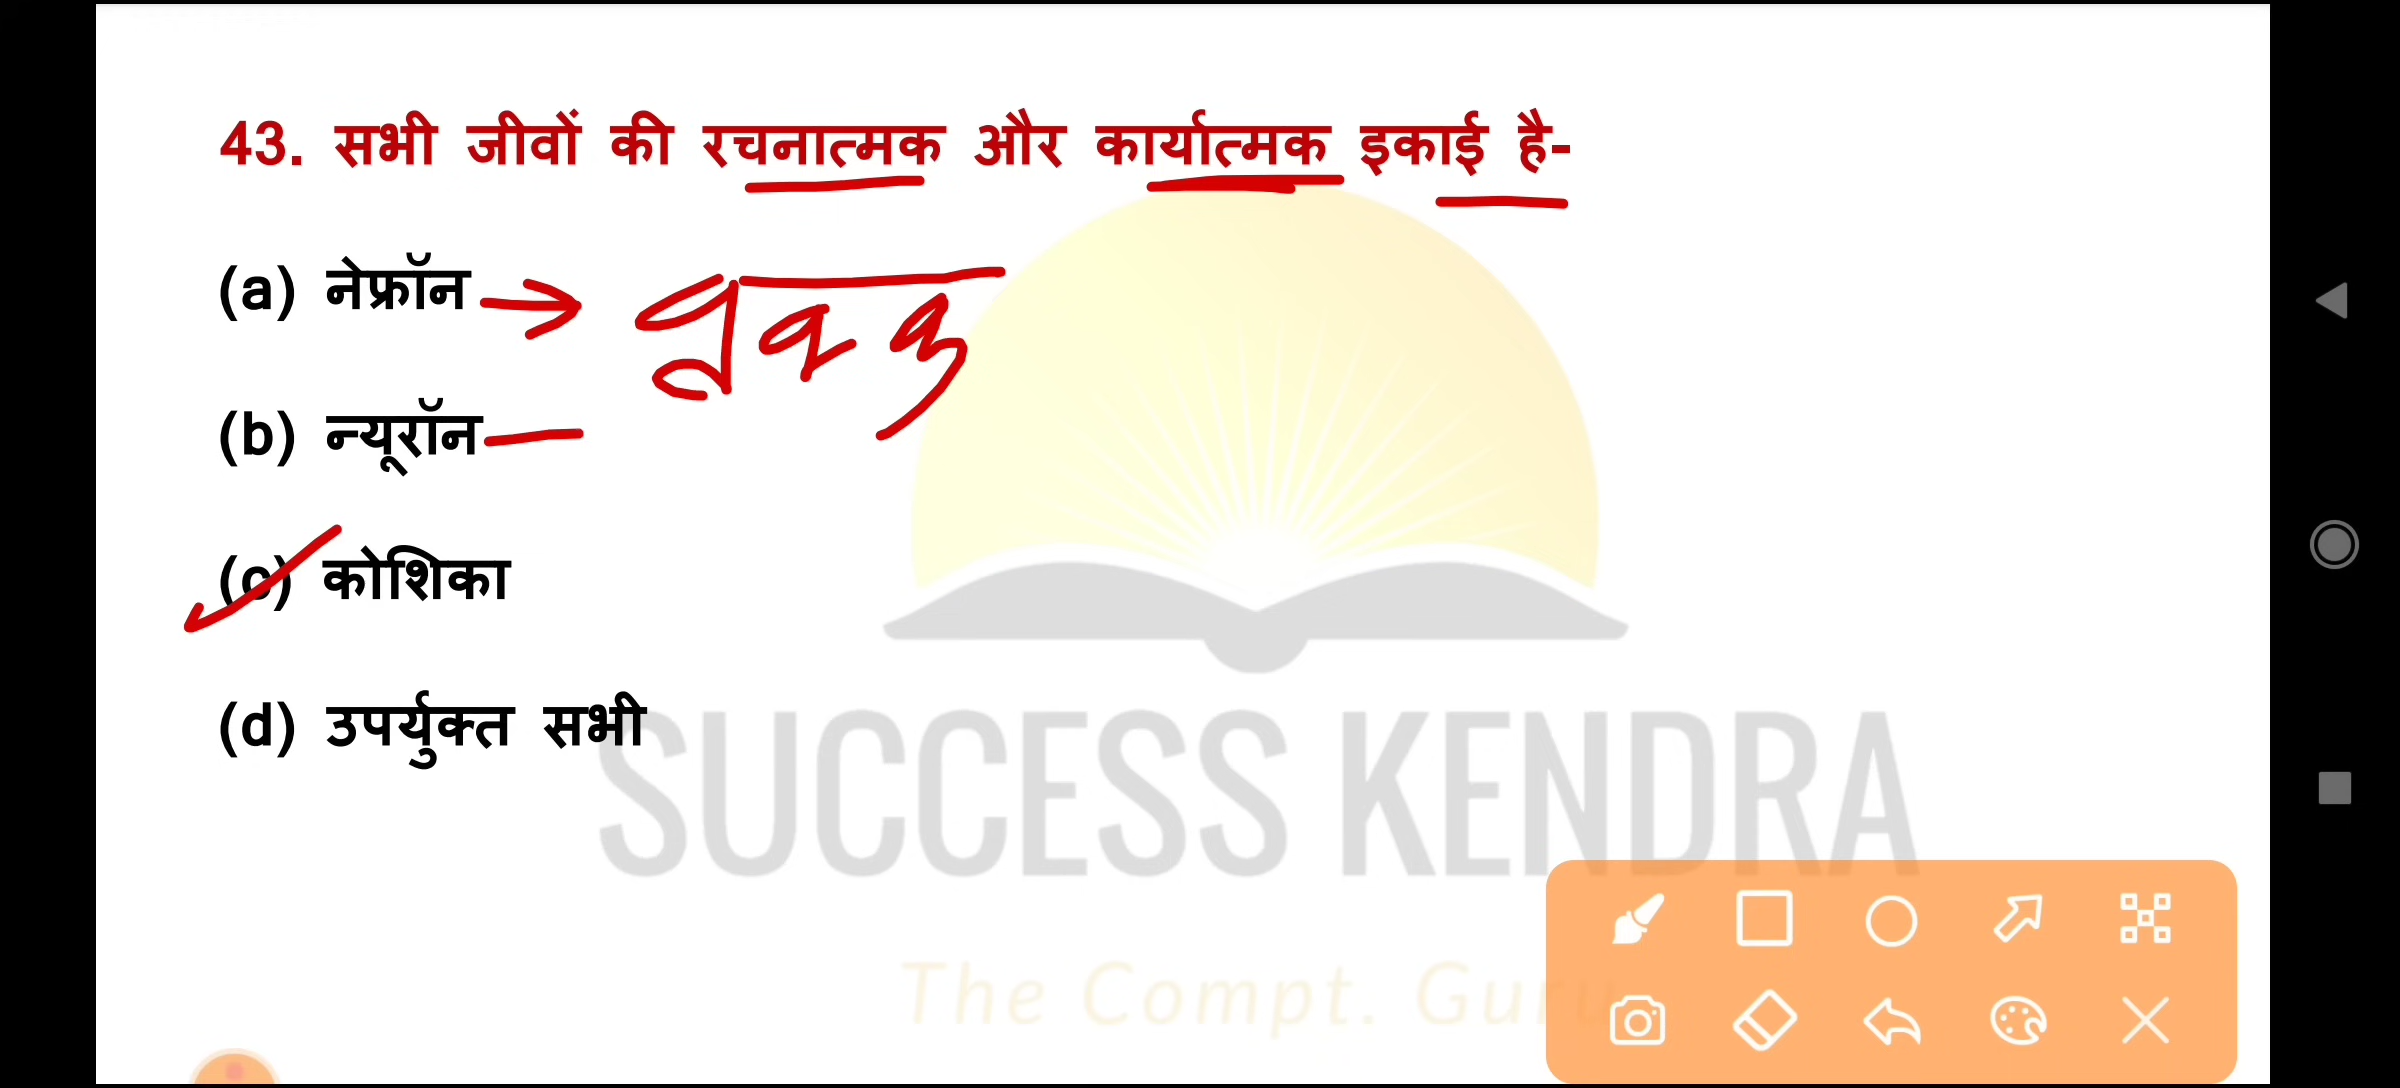 43. सभी जीवों की रचनात्मक और कार्यात्मक इकाई है-
(a) नेफ्रॉन
(b) न्यूरॉन
(c) कोशिका
(d) उपर्युक्त सभी
SUCCESS KENDRA
The Compt. Guru